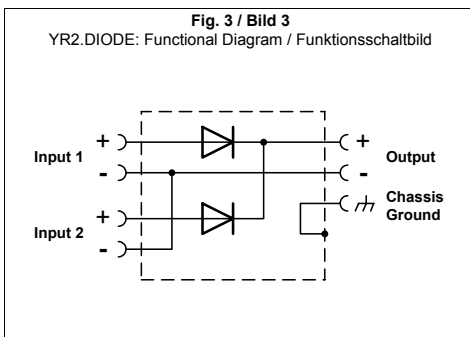 Fig. 3 / Bild 3
YR2.DIODE: Functional Diagram / Funktionsschaltbild
+
+
Input 1
Output
-
-
Chassis
Ground
+
Input 2
-